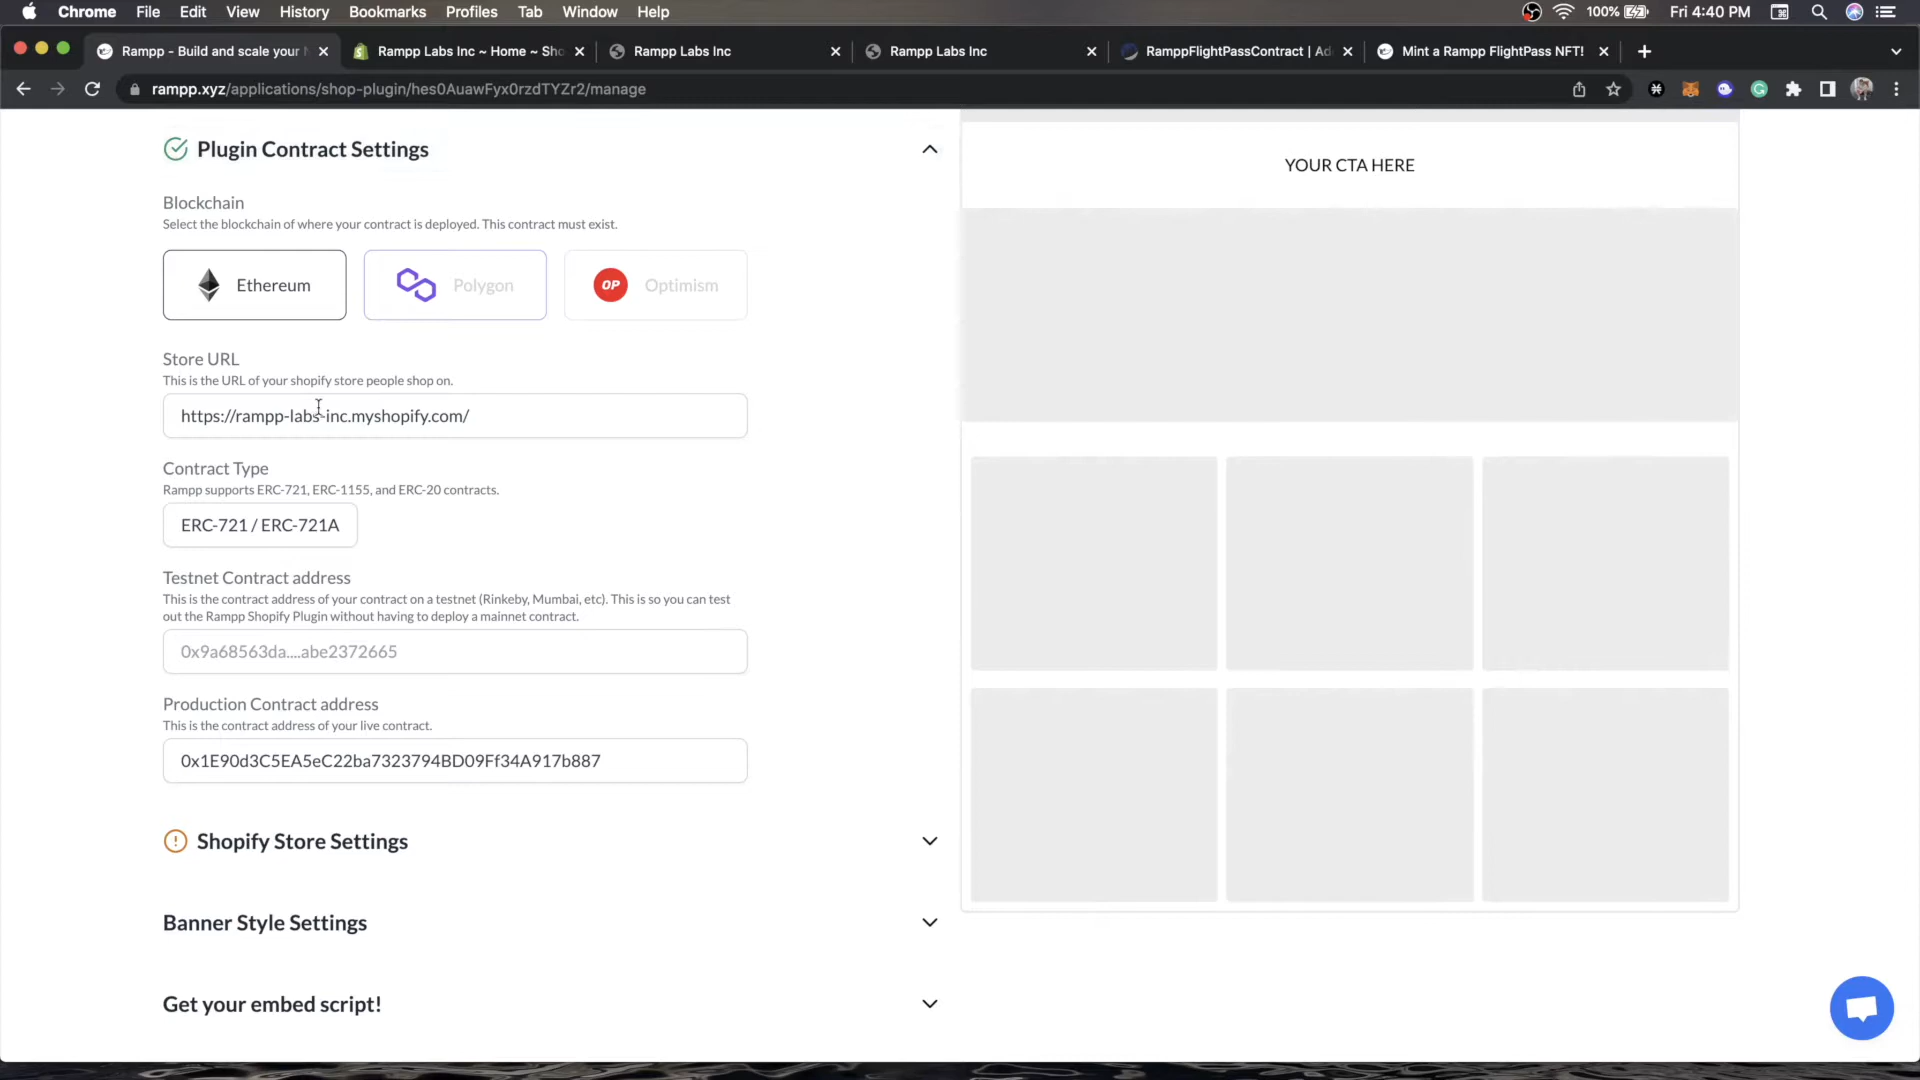 Chrome File Edit View History Bookmarks Profiles Tab Window Help 100% Fri 4:40 PM
Rampp - Build and scale your N Rampp Labs Inc ~ Home ~ Sho Rampp Labs Inc Rampp Labs Inc RamppFlightPassContract | Ad Mint a Rampp FlightPass NFT!
rampp.xyz/applications/shop-plugin/hes0AuawFyx0rzdTYZr2/manage
Plugin Contract Settings
YOUR CTA HERE
Blockchain
Select the blockchain of where your contract is deployed. This contract must exist.
Ethereum Polygon OP Optimism
Store URL
This is the URL of your shopify store people shop on.
https://rampp-labs-inc.myshopify.com/
Contract Type
Rampp supports ERC-721, ERC-1155, and ERC-20 contracts.
ERC-721 / ERC-721A
Testnet Contract address
This is the contract address of your contract on a testnet (Rinkeby, Mumbai, etc). This is so you can test
out the Rampp Shopify Plugin without having to deploy a mainnet contract.
0x9a68563da....abe2372665
Production Contract address
This is the contract address of your live contract.
0x1E90d3C5EA5eC22ba7323794BD09Ff34A917b887
Shopify Store Settings
Banner Style Settings
Get your embed script!